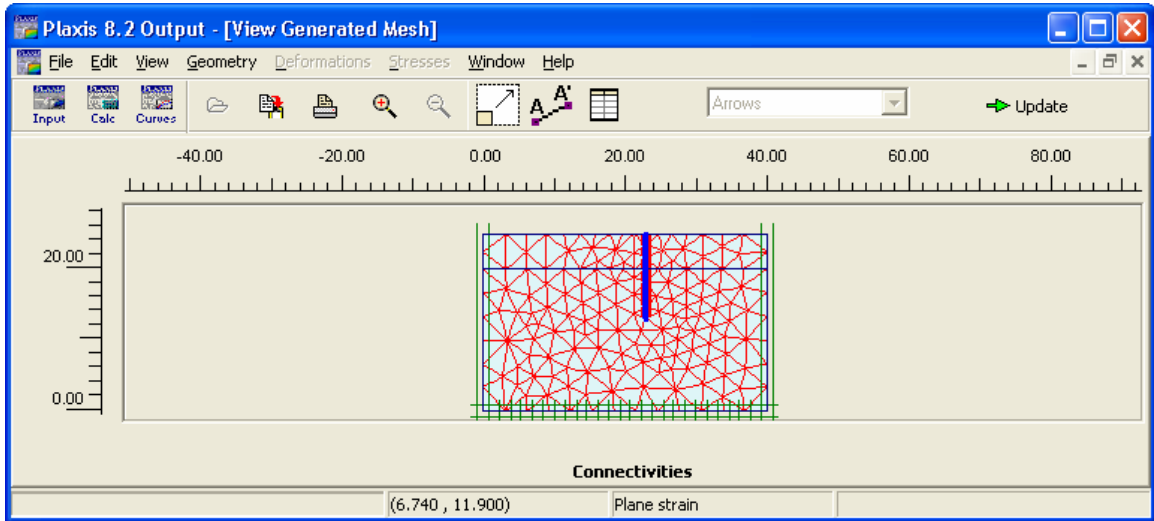 Plaxis 8.2 Output - [View Generated Mesh]
File Edit View Geometry Deformations Stresses Window Help
Input Calc Curves A A' Arrows Update
-40.00 -20.00 0.00 20.00 40.00 60.00 80.00
20.00
0.00
Connectivities
(6.740 , 11.900) Plane strain